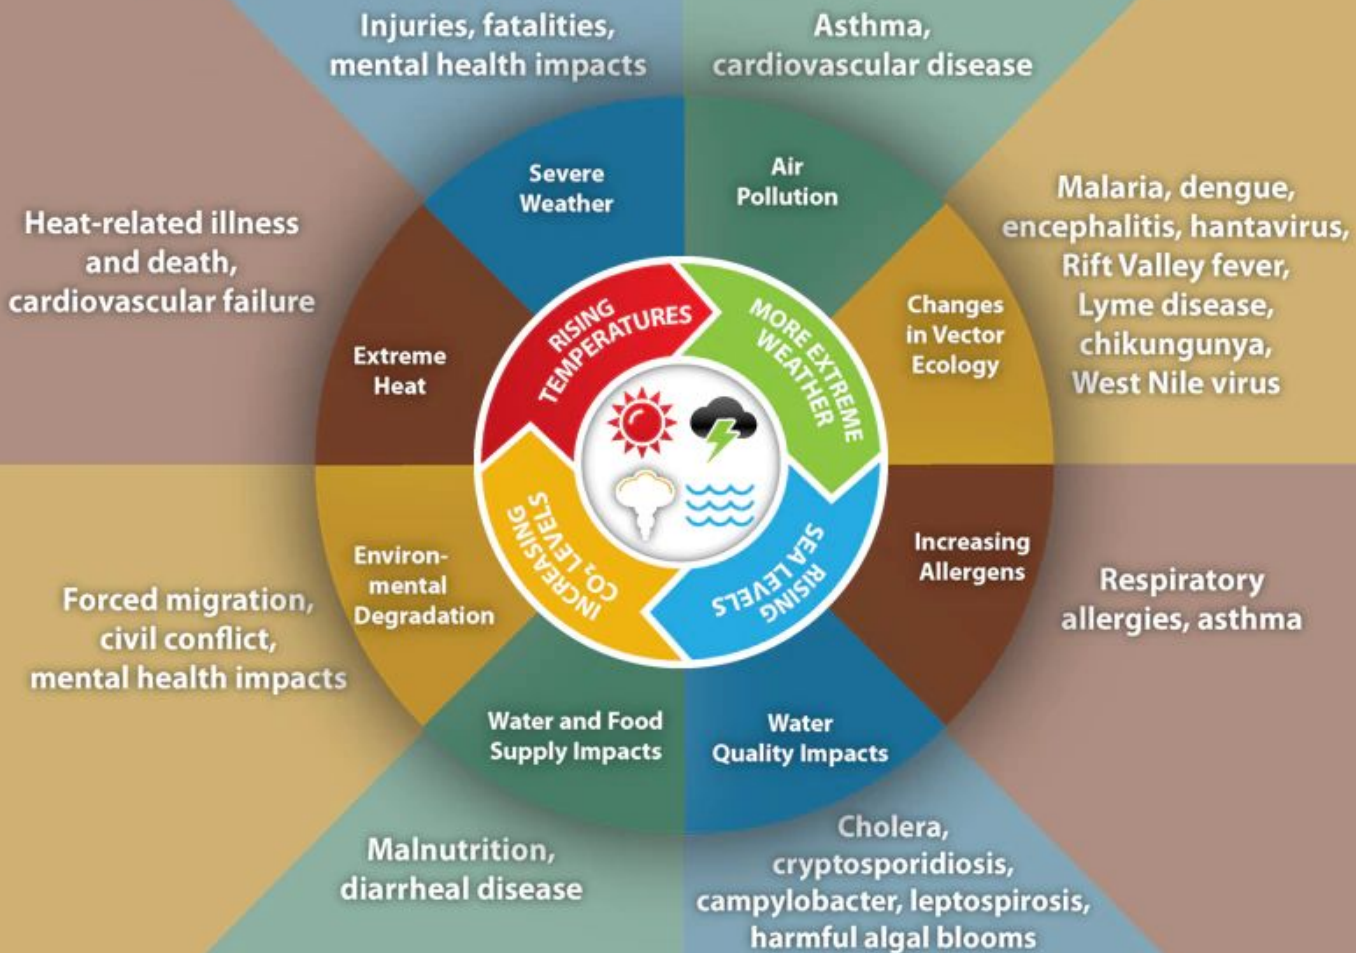 Injuries, fatalities,
mental health impacts
Asthma,
cardiovascular disease
Severe
Weather
Air
Pollution
Malaria, dengue,
encephalitis, hantavirus,
Rift Valley fever,
Lyme disease,
chikungunya,
West Nile virus
Heat-related illness
and death,
cardiovascular failure
Extreme
Heat
Changes
in Vector
Ecology
RISING
TEMPERATURES
MORE EXTREME
WEATHER
INCREASING
CO₂ LEVELS
RISING
SEA LEVELS
Environ-
mental
Degradation
Increasing
Allergens
Forced migration,
civil conflict,
mental health impacts
Respiratory
allergies, asthma
Water and Food
Supply Impacts
Water
Quality Impacts
Malnutrition,
diarrheal disease
Cholera,
cryptosporidiosis,
campylobacter, leptospirosis,
harmful algal blooms